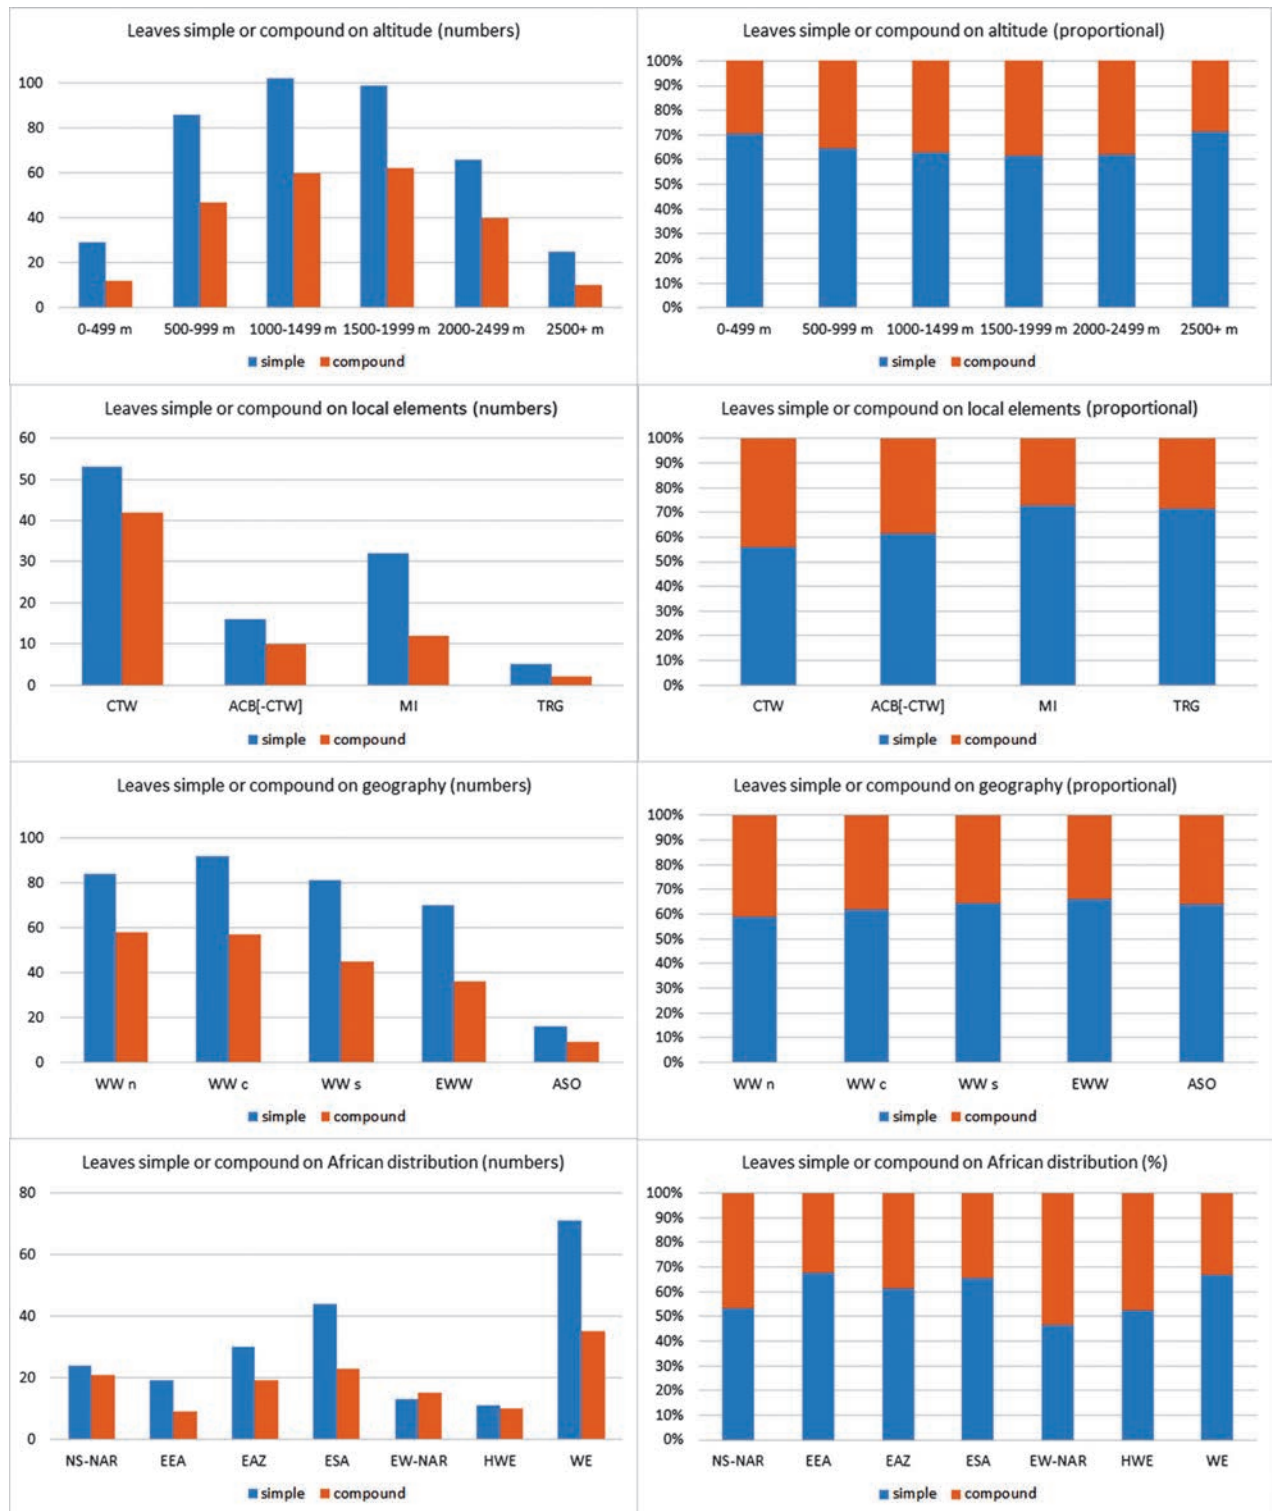 Leaves simple or compound on altitude (numbers)
100
80
60
40
20
0
0-499 m 500-999 m 1000-1499 m 1500-1999 m 2000-2499 m 2500+ m
simple compound
Leaves simple or compound on altitude (proportional)
100%
90%
80%
70%
60%
50%
40%
30%
20%
10%
0%
0-499 m 500-999 m 1000-1499 m 1500-1999 m 2000-2499 m 2500+ m
simple compound
Leaves simple or compound on local elements (numbers)
60
50
40
30
20
10
0
CTW ACB[-CTW] MI TRG
simple compound
Leaves simple or compound on local elements (proportional)
100%
90%
80%
70%
60%
50%
40%
30%
20%
10%
0%
CTW ACB[-CTW] MI TRG
simple compound
Leaves simple or compound on geography (numbers)
100
80
60
40
20
0
WW n WW c WW s EWW ASO
simple compound
Leaves simple or compound on geography (proportional)
100%
90%
80%
70%
60%
50%
40%
30%
20%
10%
0%
WW n WW c WW s EWW ASO
simple compound
Leaves simple or compound on African distribution (numbers)
80
60
40
20
0
NS-NAR EEA EAZ ESA EW-NAR HWE WE
simple compound
Leaves simple or compound on African distribution (%)
100%
90%
80%
70%
60%
50%
40%
30%
20%
10%
0%
NS-NAR EEA EAZ ESA EW-NAR HWE WE
simple compound